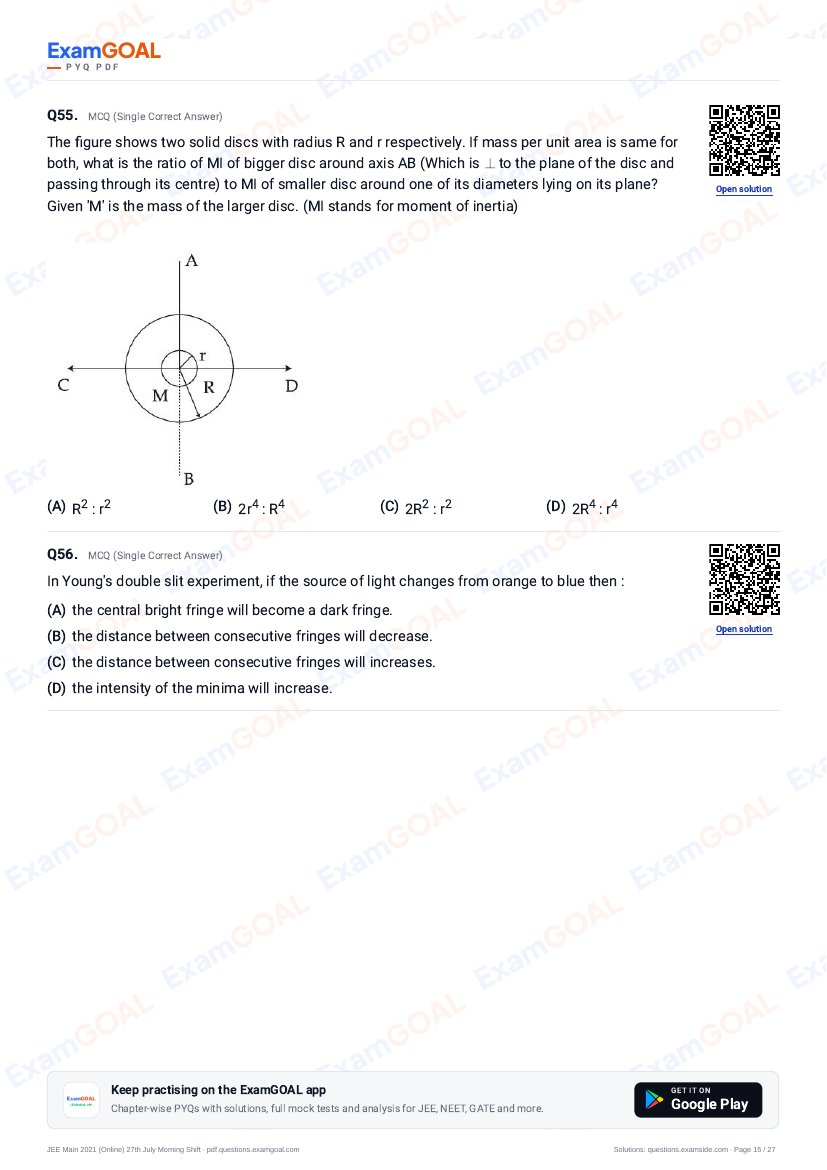 ExamGOAL
PYQ PDF
Q55. MCQ (Single Correct Answer)
The figure shows two solid discs with radius R and r respectively. If mass per unit area is same for
both, what is the ratio of MI of bigger disc around axis AB (Which is ⊥ to the plane of the disc and
passing through its centre) to MI of smaller disc around one of its diameters lying on its plane?
Given 'M' is the mass of the larger disc. (MI stands for moment of inertia)
Open solution
A
r
C
M
R
D
B
(A) R² : r² (B) 2r⁴ : R⁴ (C) 2R² : r² (D) 2R⁴ : r⁴
Q56. MCQ (Single Correct Answer)
In Young's double slit experiment, if the source of light changes from orange to blue then :
(A) the central bright fringe will become a dark fringe.
(B) the distance between consecutive fringes will decrease.
(C) the distance between consecutive fringes will increases.
(D) the intensity of the minima will increase.
Open solution
ExamGOAL
Keep practising on the ExamGOAL app
Chapter-wise PYQs with solutions, full mock tests and analysis for JEE, NEET, GATE and more.
GET IT ON
Google Play
JEE Main 2021 (Online) 27th July Morning Shift · pdf.questions.examgoal.com
Solutions: questions.examside.com · Page 15 / 27